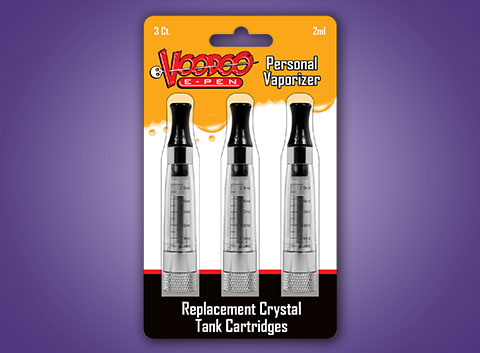 3 Ct.
2ml
VOODOO
E-PEN
Personal
Vaporizer
Replacement Crystal
Tank Cartridges